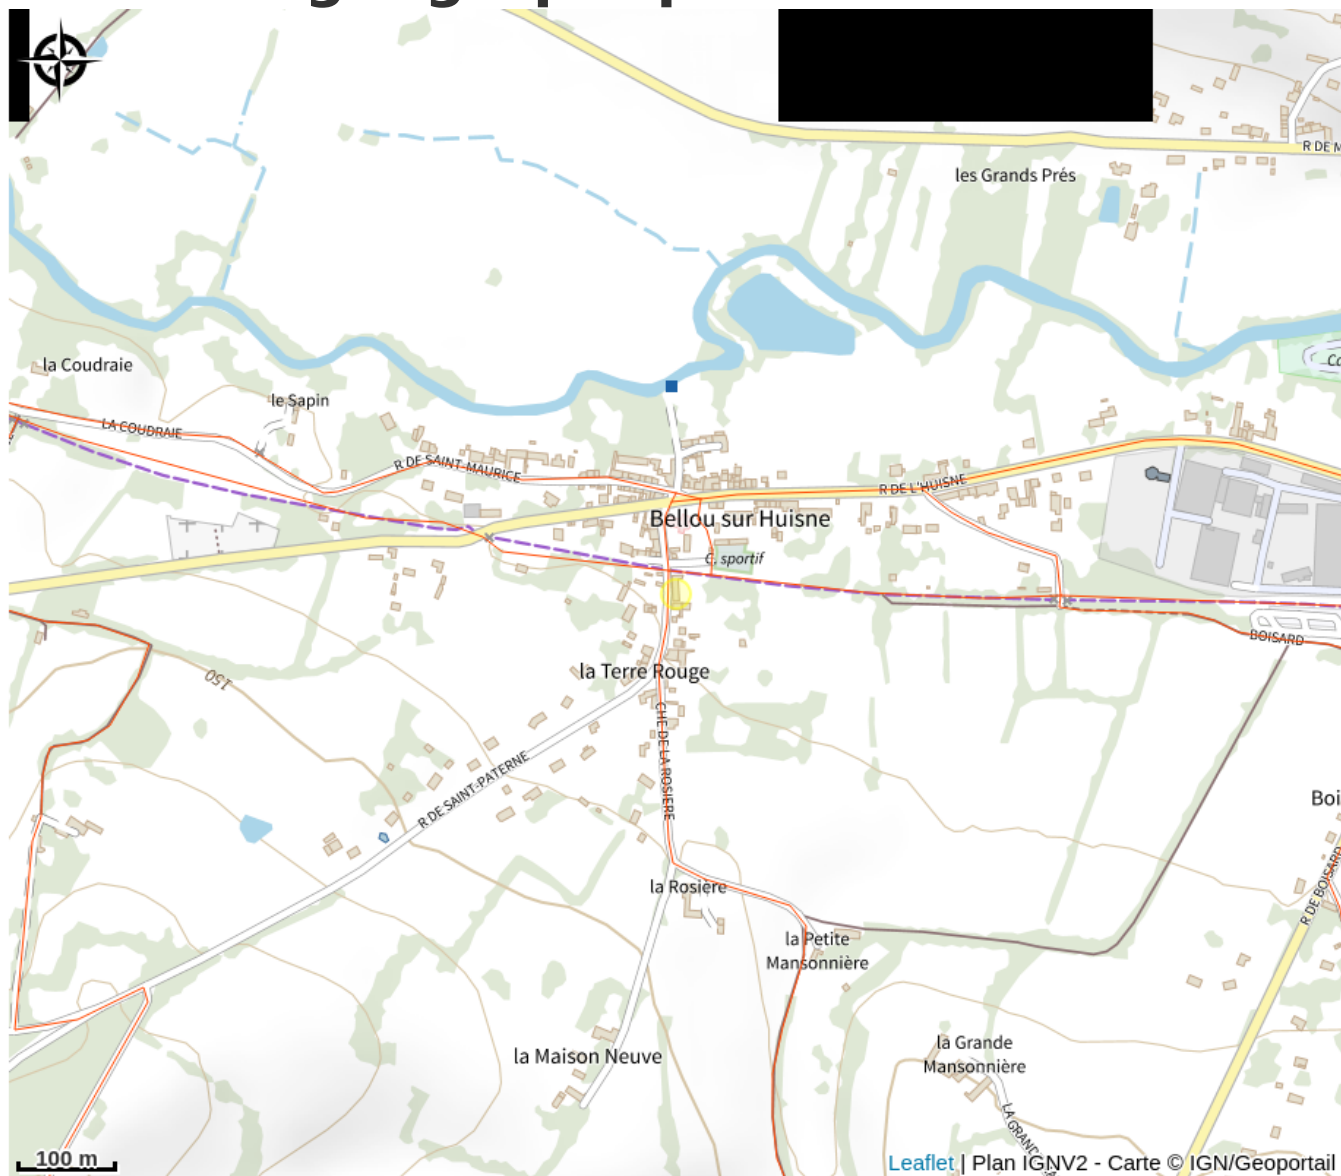 R DE M
les Grands Prés
la Coudraie
le Sapin
LA COUDRAIE
R DE SAINT-MAURICE
R DE L'HUISNE
Bellou sur Huisne
C. sportif
BOISARD
la Terre Rouge
150
CHE DE LA ROSIERE
R DE SAINT-PATERNE
Boi
R DE BOISARD
la Rosière
la Petite
Mansonnière
la Grande
Mansonnière
la Maison Neuve
LA GRAND
100 m
Leaflet | Plan IGNV2 - Carte © IGN/Geoportail